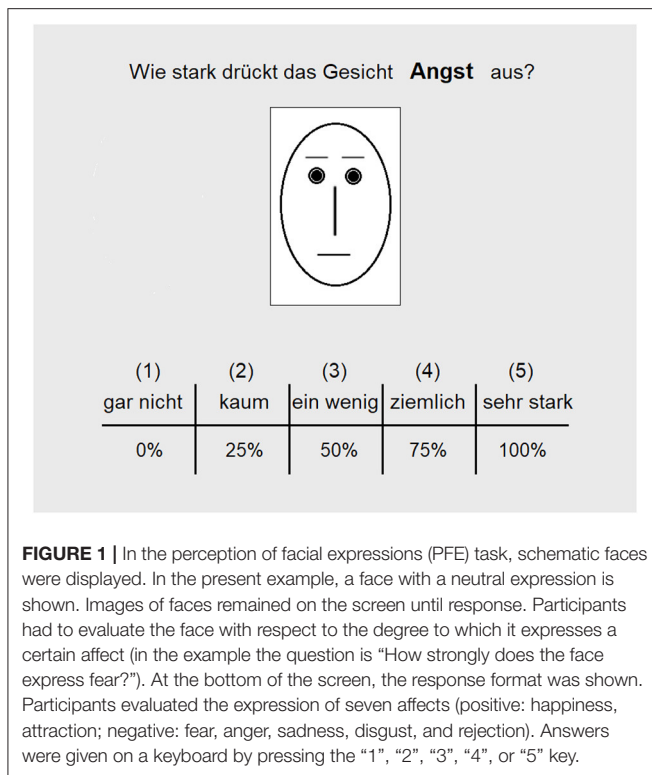 Wie stark drückt das Gesicht Angst aus?
(1) (2) (3) (4) (5)
gar nicht kaum ein wenig ziemlich sehr stark
0% 25% 50% 75% 100%
FIGURE 1 | In the perception of facial expressions (PFE) task, schematic faces
were displayed. In the present example, a face with a neutral expression is
shown. Images of faces remained on the screen until response. Participants
had to evaluate the face with respect to the degree to which it expresses a
certain affect (in the example the question is “How strongly does the face
express fear?”). At the bottom of the screen, the response format was shown.
Participants evaluated the expression of seven affects (positive: happiness,
attraction; negative: fear, anger, sadness, disgust, and rejection). Answers
were given on a keyboard by pressing the “1”, “2”, “3”, “4”, or “5” key.